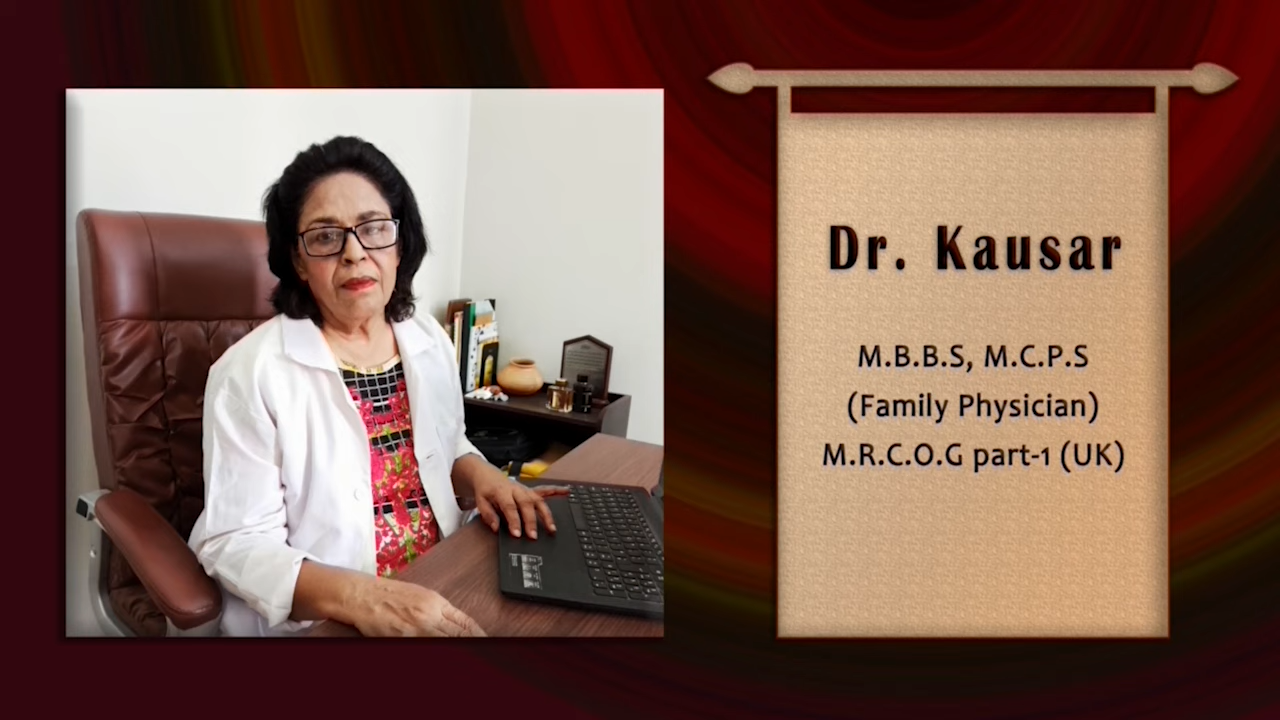 Dr. Kausar
M.B.B.S, M.C.P.S
(Family Physician)
M.R.C.O.G part-1 (UK)